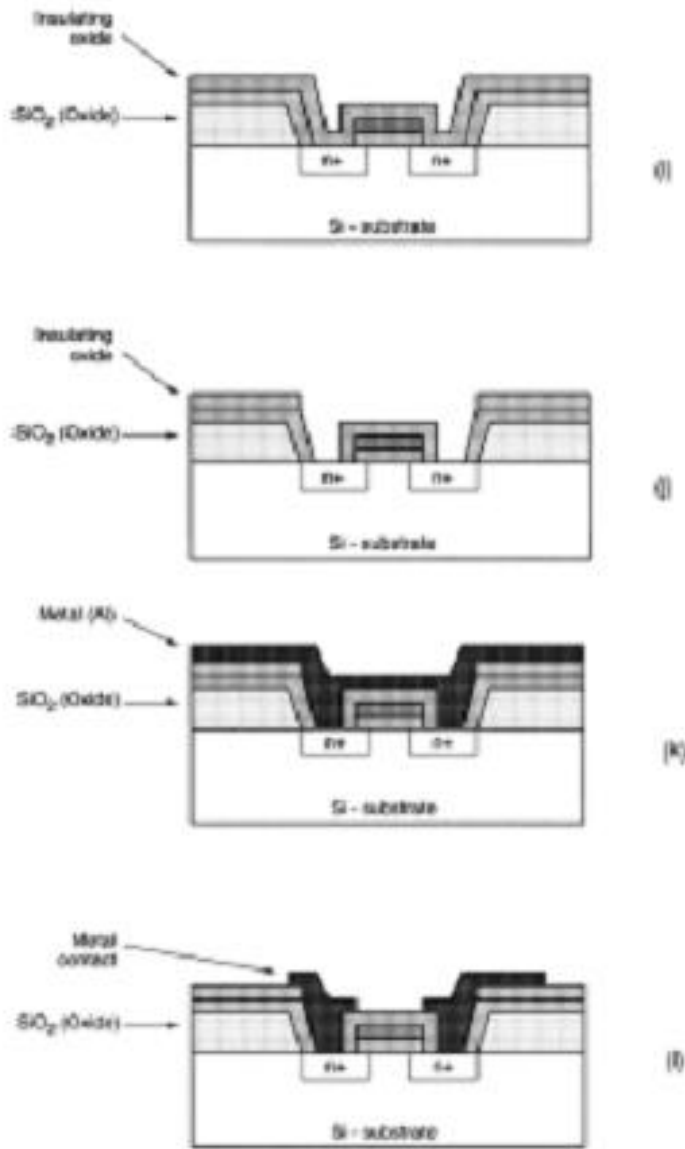 Insulating
oxide
SiO2 (Oxide)
n+ n+
Si - substrate
(i)
Insulating
oxide
SiO2 (Oxide)
n+ n+
Si - substrate
(j)
Metal (Al)
SiO2 (Oxide)
n+ n+
Si - substrate
(k)
Metal
contact
SiO2 (Oxide)
n+ n+
Si - substrate
(l)